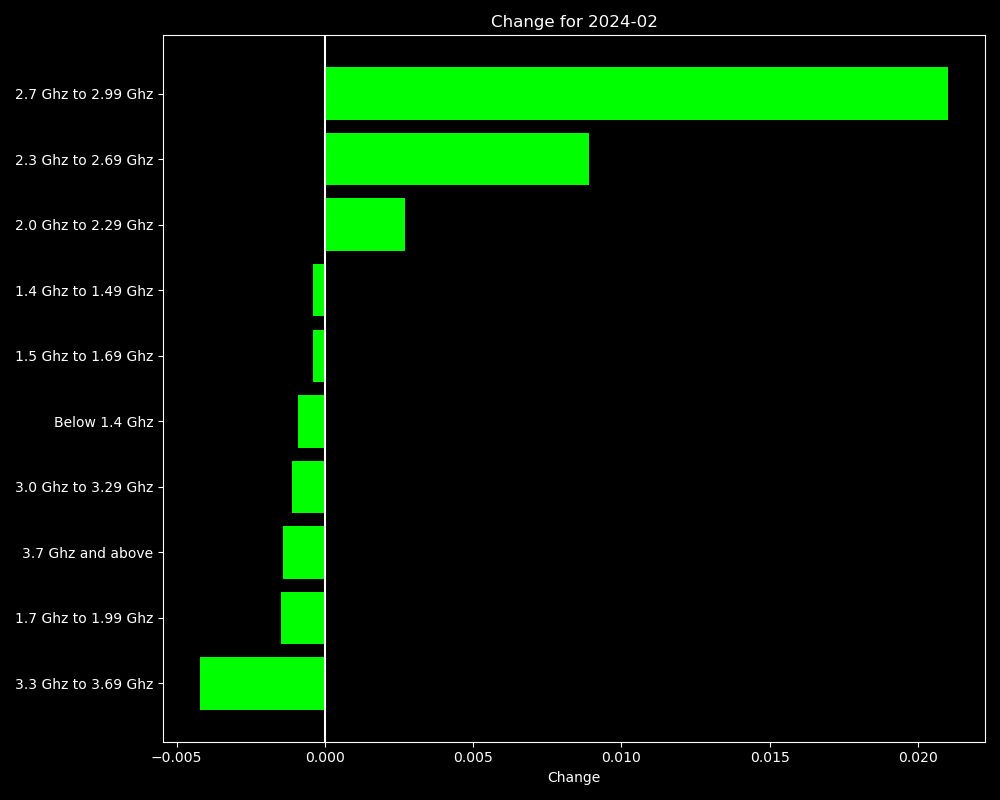 Change for 2024-02
2.7 Ghz to 2.99 Ghz
2.3 Ghz to 2.69 Ghz
2.0 Ghz to 2.29 Ghz
1.4 Ghz to 1.49 Ghz
1.5 Ghz to 1.69 Ghz
Below 1.4 Ghz
3.0 Ghz to 3.29 Ghz
3.7 Ghz and above
1.7 Ghz to 1.99 Ghz
3.3 Ghz to 3.69 Ghz
−0.005 0.000 0.005 0.010 0.015 0.020
Change